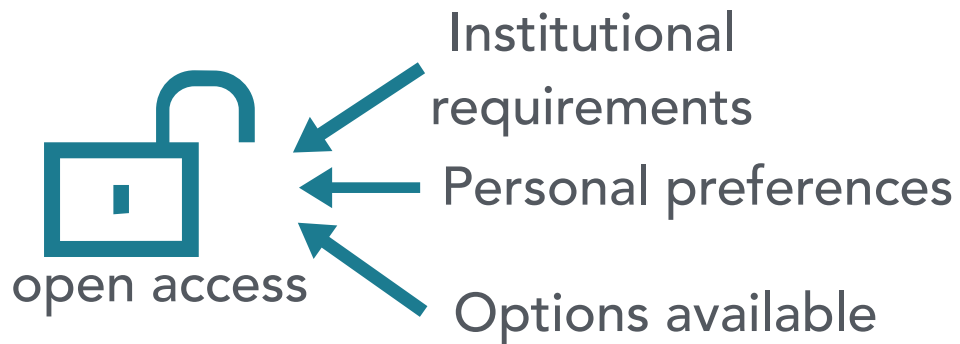 Institutional
requirements
Personal preferences
open access
Options available